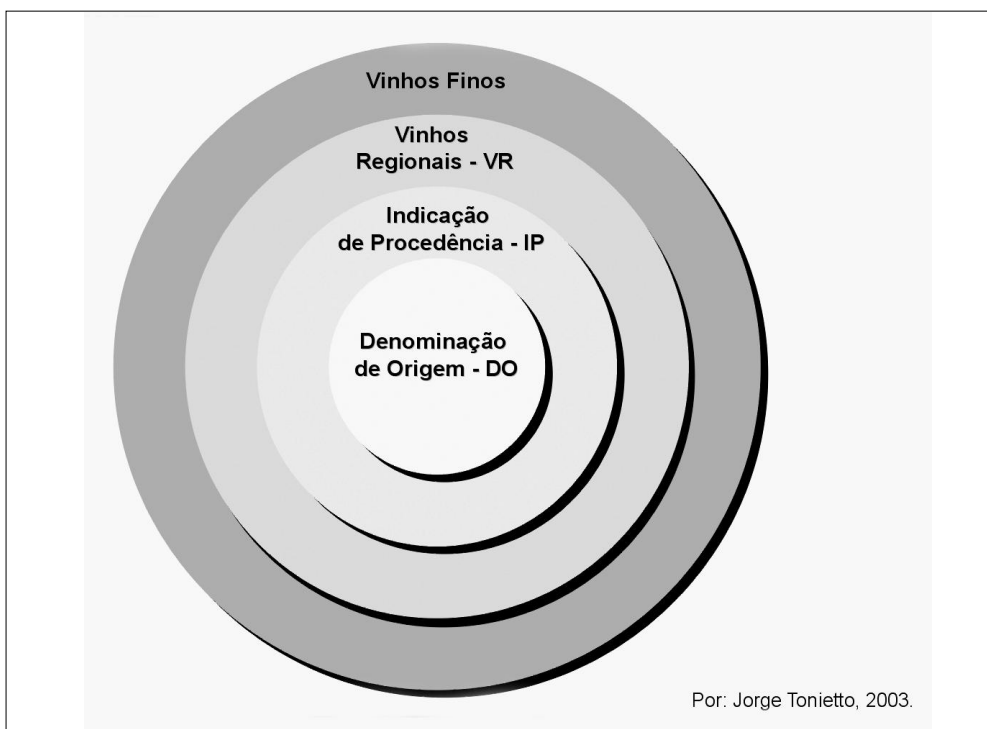 Vinhos Finos
Vinhos
Regionais - VR
Indicação
de Procedência - IP
Denominação
de Origem - DO
Por: Jorge Tonietto, 2003.